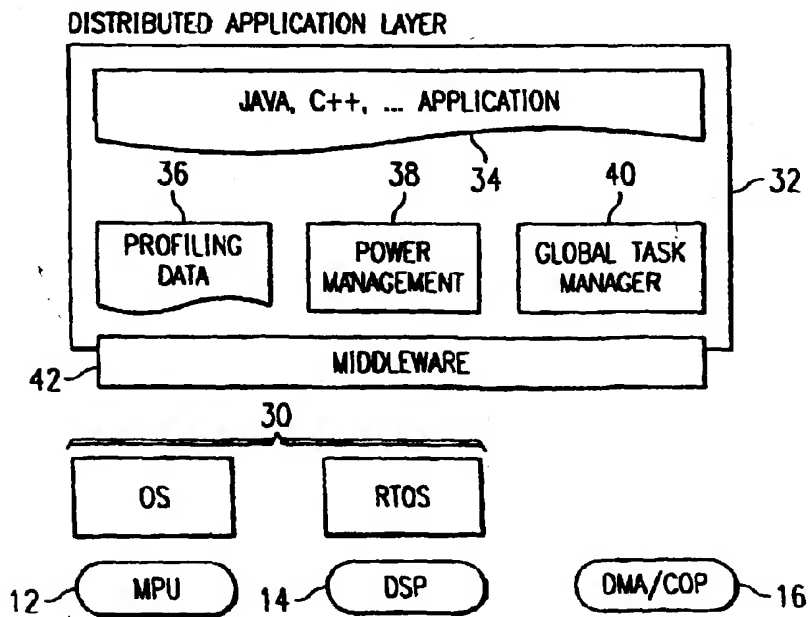 DISTRIBUTED APPLICATION LAYER
JAVA, C++, ... APPLICATION
36
38
34
40
32
PROFILING
DATA
POWER
MANAGEMENT
GLOBAL TASK
MANAGER
42
MIDDLEWARE
30
OS
RTOS
12
MPU
14
DSP
DMA/COP
16